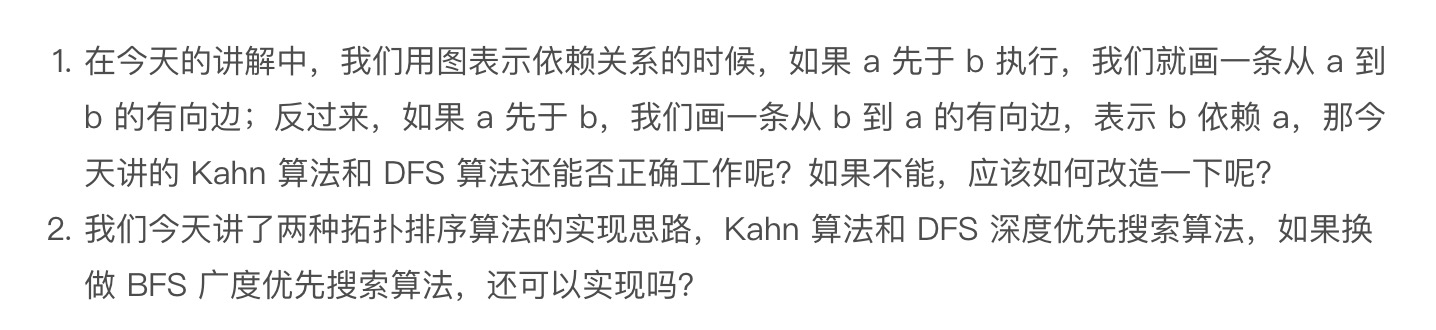 1. 在今天的讲解中，我们用图表示依赖关系的时候，如果 a 先于 b 执行，我们就画一条从 a 到
b 的有向边；反过来，如果 a 先于 b，我们画一条从 b 到 a 的有向边，表示 b 依赖 a，那今
天讲的 Kahn 算法和 DFS 算法还能否正确工作呢？如果不能，应该如何改造一下呢？
2. 我们今天讲了两种拓扑排序算法的实现思路，Kahn 算法和 DFS 深度优先搜索算法，如果换
做 BFS 广度优先搜索算法，还可以实现吗？